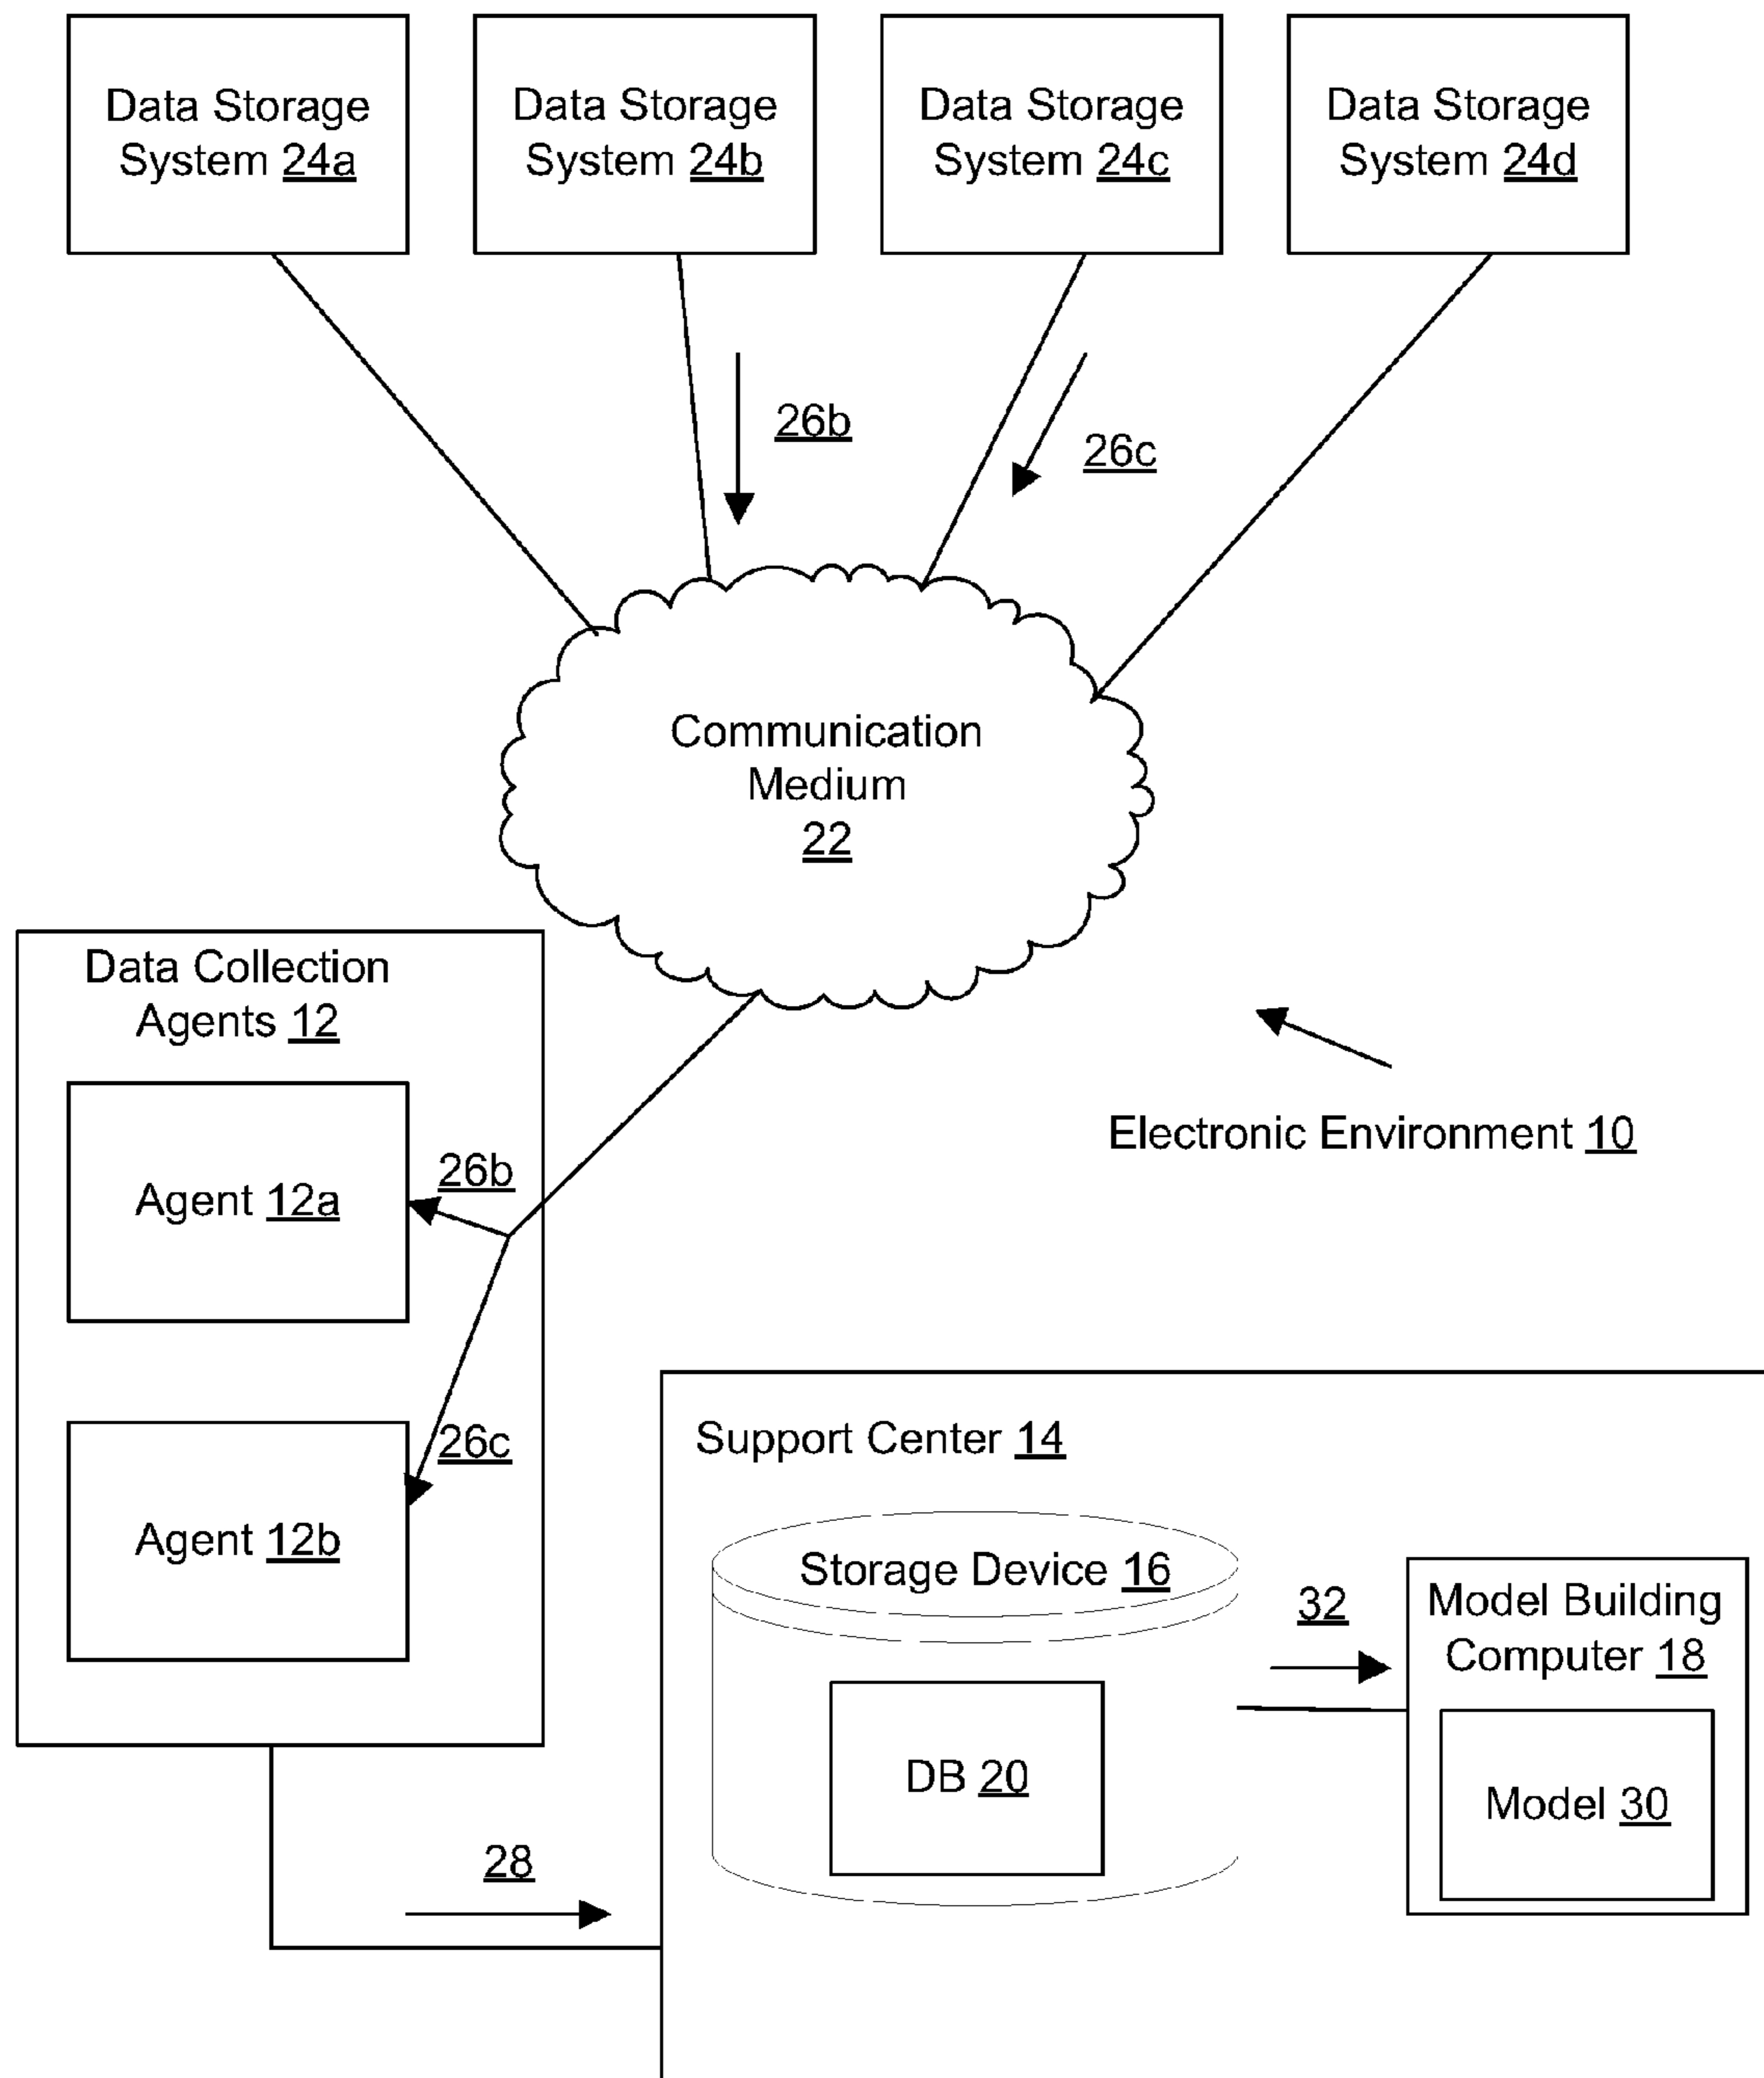 Data Storage
System 24a
Data Storage
System 24b
Data Storage
System 24c
Data Storage
System 24d
26b
26c
Communication
Medium
22
Data Collection
Agents 12
Electronic Environment 10
26b
Agent 12a
26c
Agent 12b
Support Center 14
Storage Device 16
32
Model Building
Computer 18
DB 20
Model 30
28